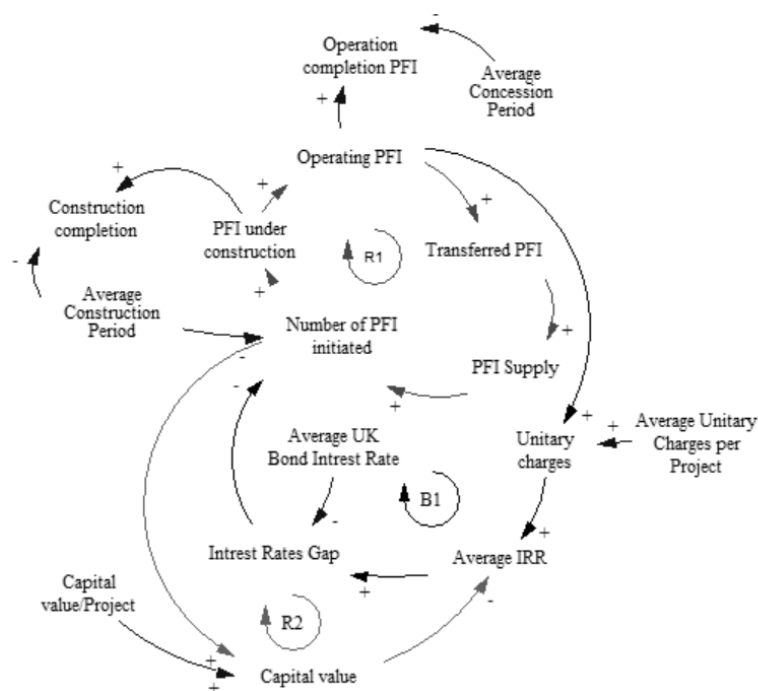 -
Operation
completion PFI
Average
Concession
Period
+
Operating PFI
+
+
+
Construction
completion
PFI under
construction
R1
Transferred PFI
-
+
Average
Construction
Period
Number of PFI
initiated
+
-
PFI Supply
-
+
Average UK
Bond Intrest Rate
Unitary
charges
+
+
Average Unitary
Charges per
Project
B1
-
+
Intrest Rates Gap
Average IRR
+
-
Capital
value/Project
R2
+
+
Capital value